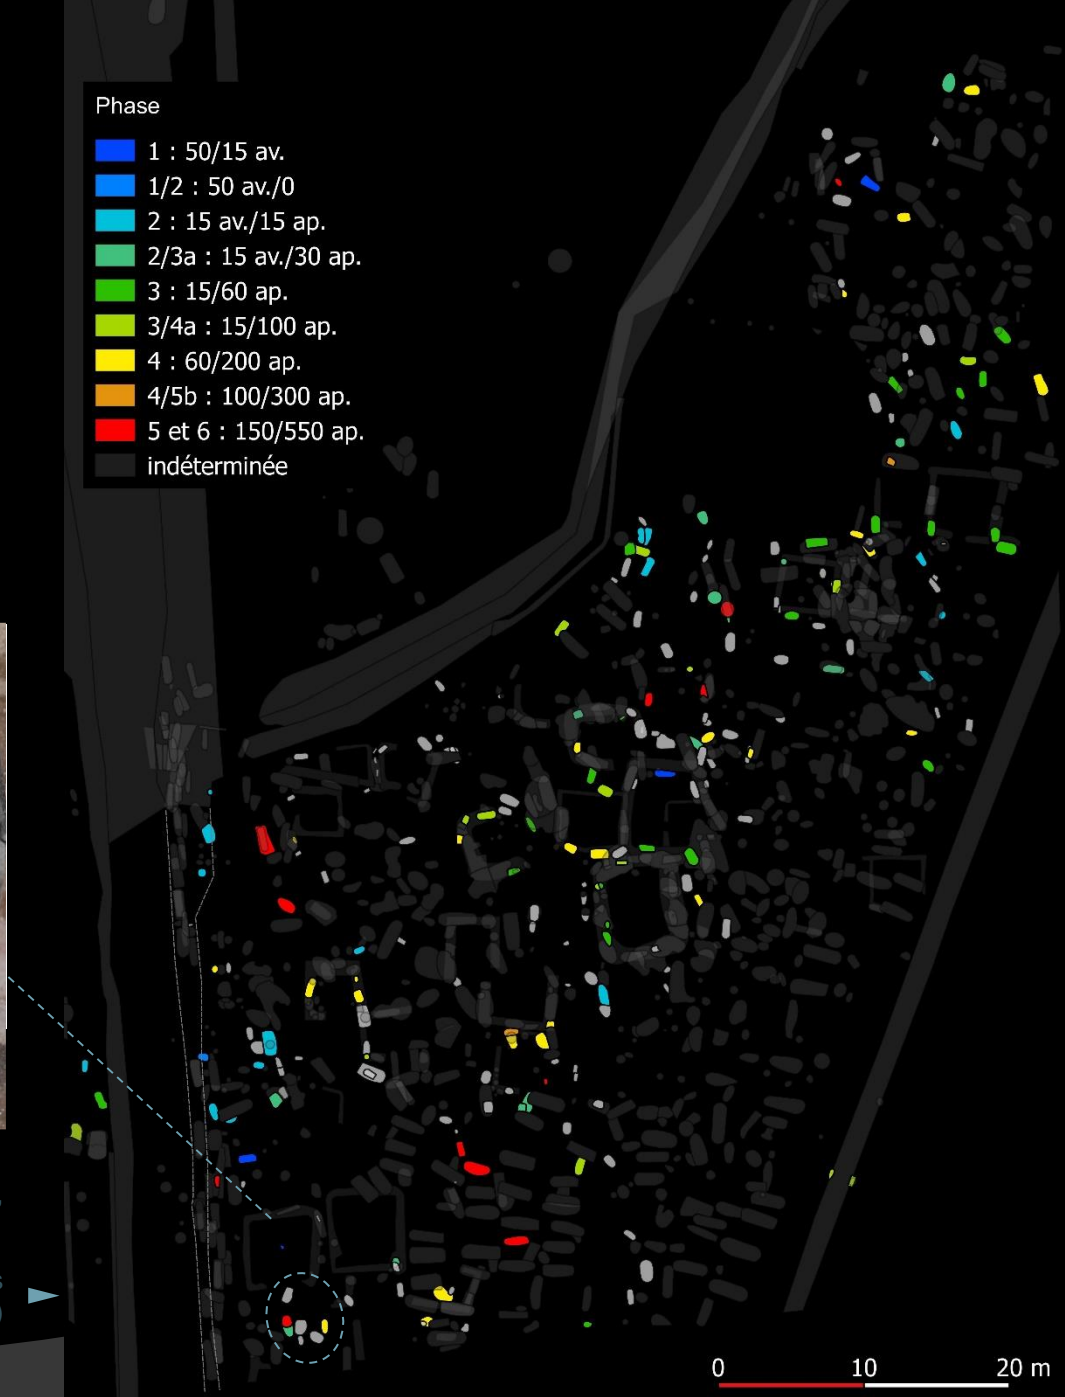 Phase
1 : 50/15 av.
1/2 : 50 av./0
2 : 15 av./15 ap.
2/3a : 15 av./30 ap.
3 : 15/60 ap.
3/4a : 15/100 ap.
4 : 60/200 ap.
4/5b : 100/300 ap.
5 et 6 : 150/550 ap.
indéterminée
0 10 20 m